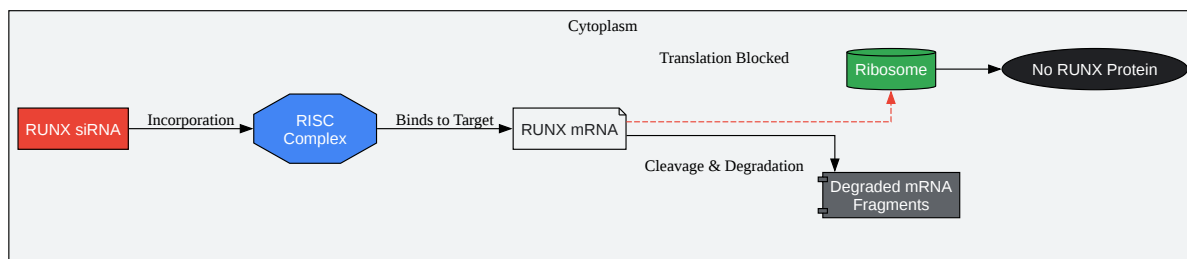 Cytoplasm
Translation Blocked
Ribosome
No RUNX Protein
RUNX siRNA
Incorporation
RISC
Complex
Binds to Target
RUNX mRNA
Cleavage & Degradation
Degraded mRNA
Fragments